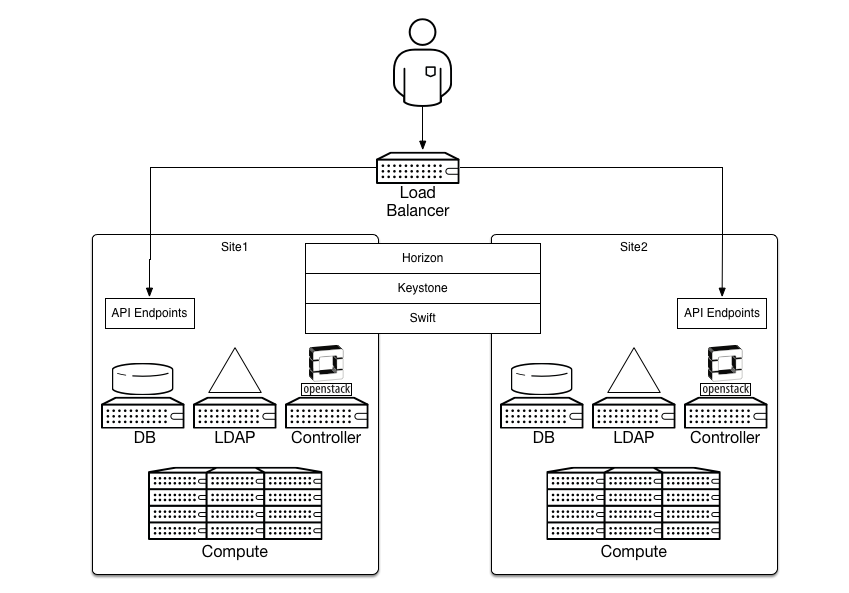 Load
Balancer
Site1
Site2
Horizon
Keystone
Swift
API Endpoints
API Endpoints
openstack
openstack
DB
LDAP
Controller
DB
LDAP
Controller
Compute
Compute